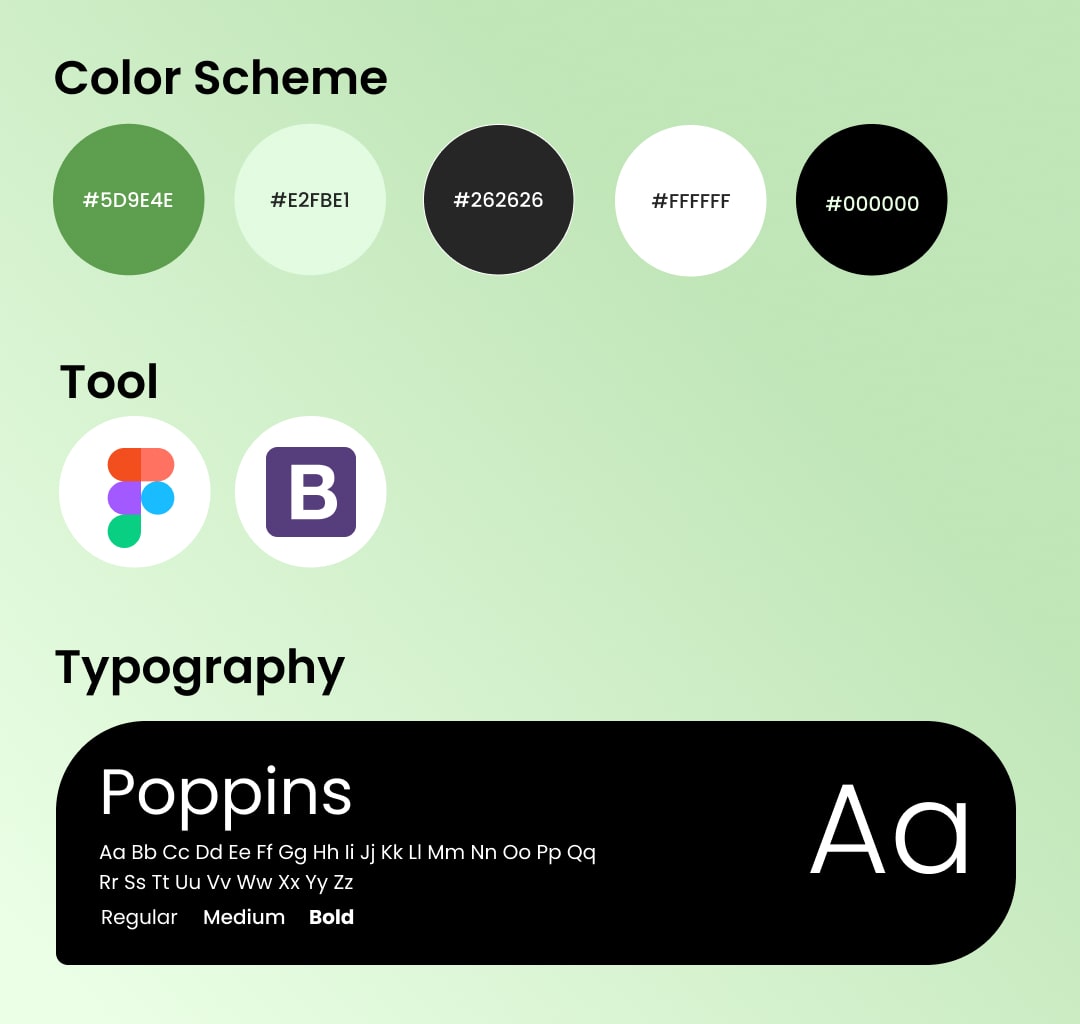 Color Scheme
#5D9E4E #E2FBE1 #262626 #FFFFFF #000000
Tool
B
Typography
Poppins
Aa
Aa Bb Cc Dd Ee Ff Gg Hh Ii Jj Kk Ll Mm Nn Oo Pp Qq
Rr Ss Tt Uu Vv Ww Xx Yy Zz
Regular Medium Bold